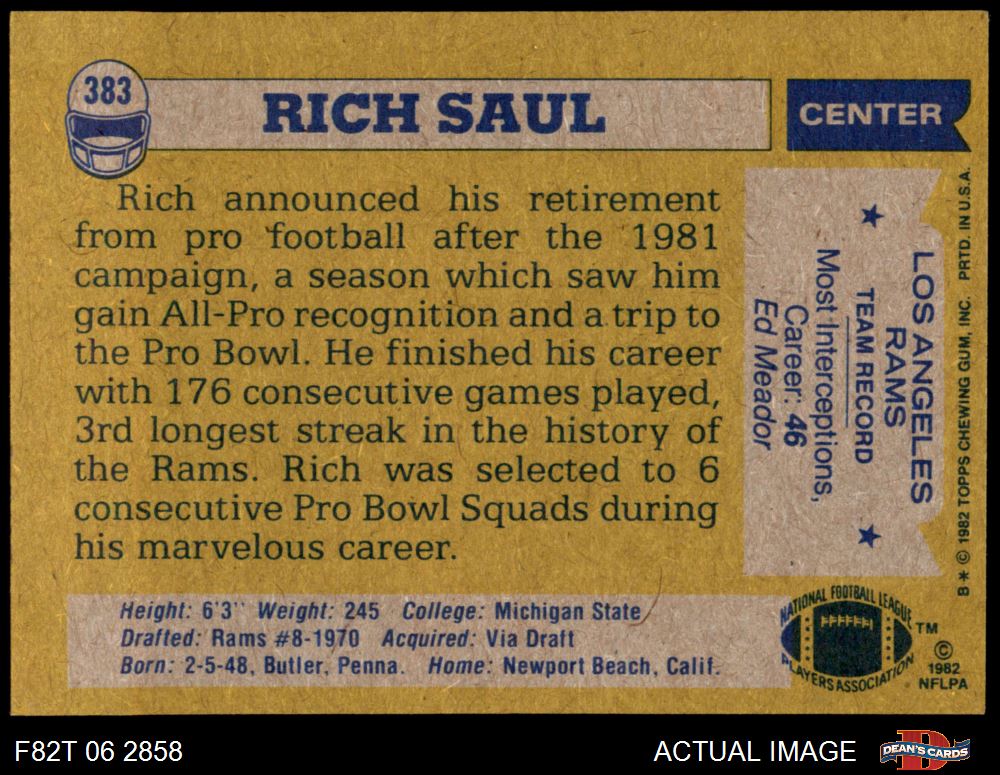 383
RICH SAUL
CENTER
Rich announced his retirement
from pro football after the 1981
campaign, a season which saw him
gain All-Pro recognition and a trip to
the Pro Bowl. He finished his career
with 176 consecutive games played,
3rd longest streak in the history of
the Rams. Rich was selected to 6
consecutive Pro Bowl Squads during
his marvelous career.
LOS ANGELES
RAMS
★ TEAM RECORD ★
Most Interceptions,
Career: 46
Ed Meador
B* © 1982 TOPPS CHEWING GUM, INC. PRTD. IN U.S.A.
Height: 6'3" Weight: 245 College: Michigan State
Drafted: Rams #8-1970 Acquired: Via Draft
Born: 2-5-48, Butler, Penna. Home: Newport Beach, Calif.
NATIONAL FOOTBALL LEAGUE
PLAYERS ASSOCIATION
TM
©
1982
NFLPA
F82T 06 2858
ACTUAL IMAGE
D
DEAN'S CARDS